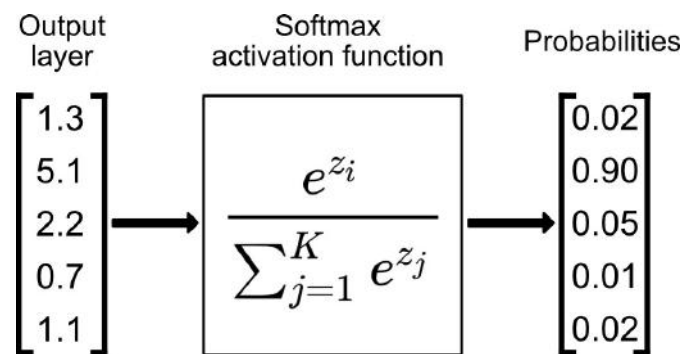 Output
layer
Softmax
activation function
Probabilities
1.3
5.1
2.2
0.7
1.1
e^{z_i}
∑_{j=1}^{K} e^{z_j}
0.02
0.90
0.05
0.01
0.02